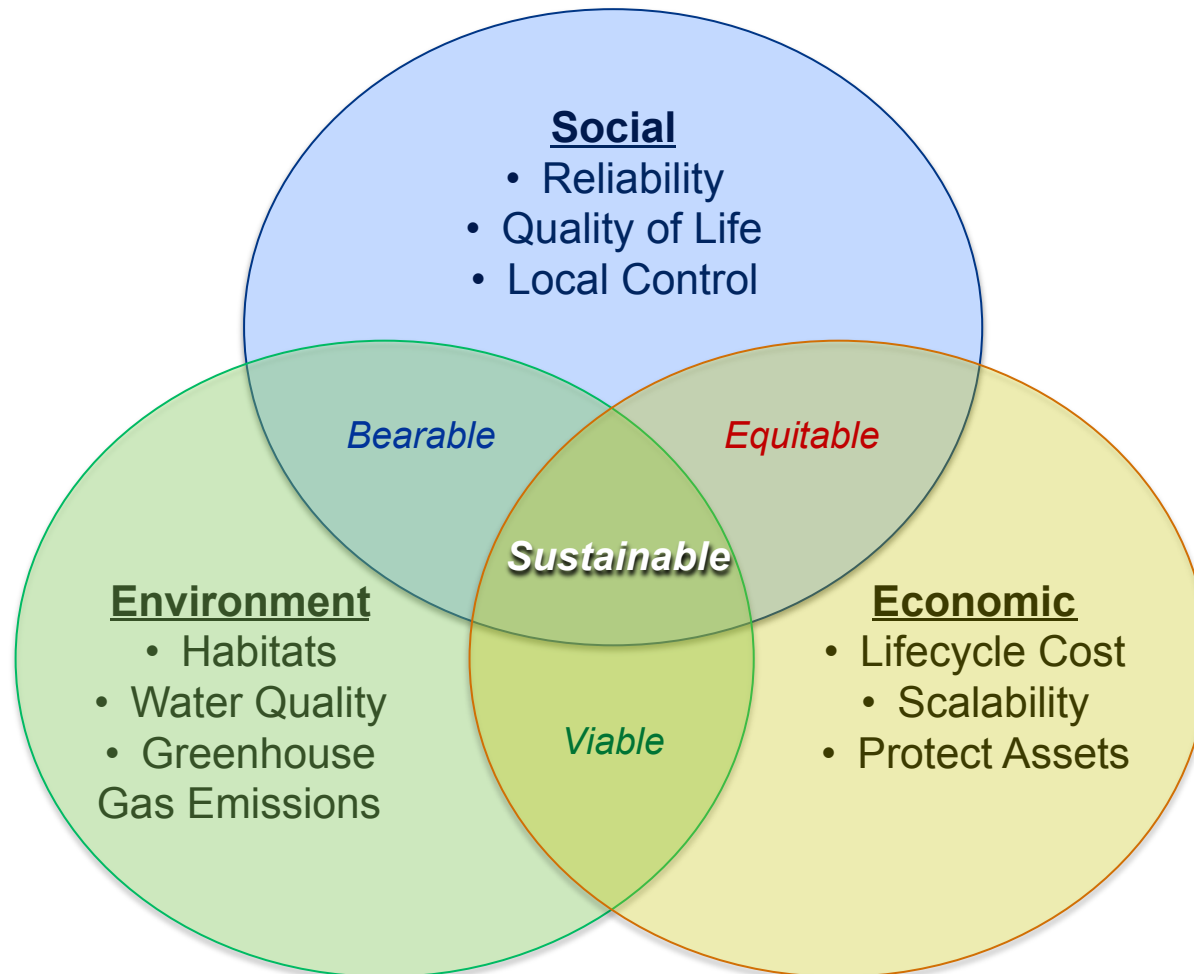 Social
• Reliability
• Quality of Life
• Local Control
Bearable
Equitable
Sustainable
Environment
• Habitats
• Water Quality
• Greenhouse
Gas Emissions
Economic
• Lifecycle Cost
• Scalability
• Protect Assets
Viable